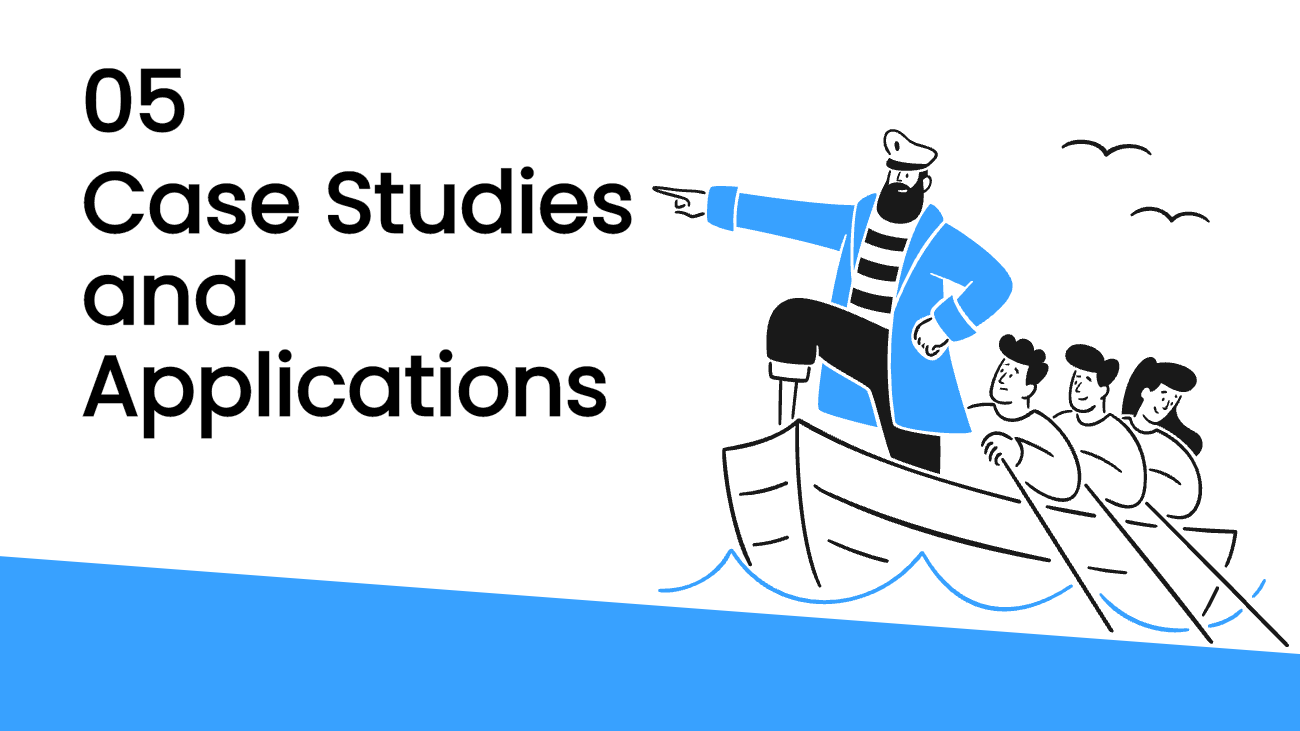 05
Case Studies
and
Applications